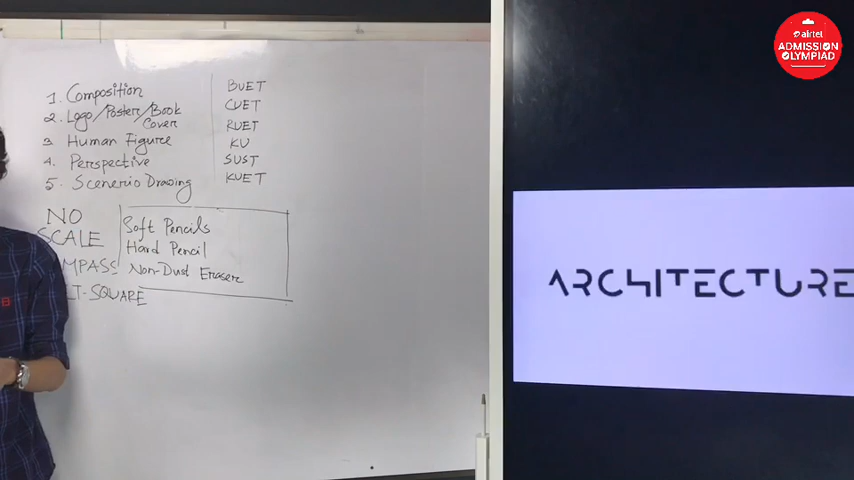 1. Composition
2. Logo/Poster/Book
Cover
3. Human Figure
4. Perspective
5. Scenerio Drawing
BUET
CUET
RUET
KU
SUST
KUET
NO
SCALE
MPASS
T-SQUARE
Soft Pencils
Hard Pencil
Non-Dust Eraser
ARCHITECTURE
airtel
ADMISSION
OLYMPIAD